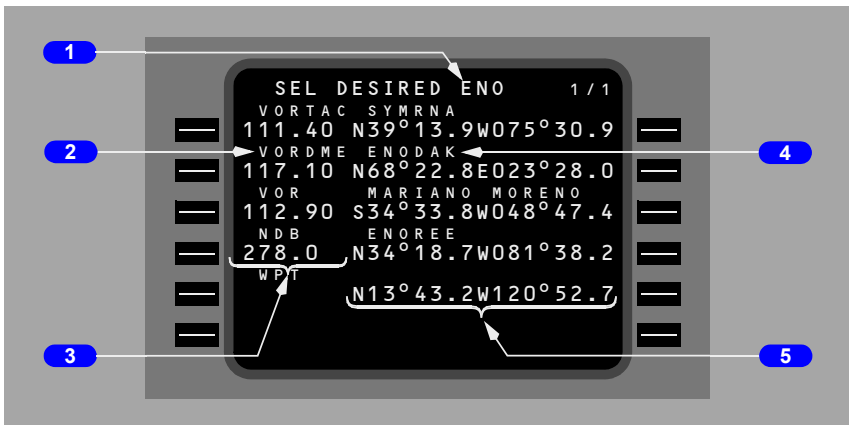 1
SEL DESIRED ENO 1/1
VORTAC SYMRNA
111.40 N39°13.9W075°30.9
2 VORDME ENODAK 4
117.10 N68°22.8E023°28.0
VOR MARIANO MORENO
112.90 S34°33.8W048°47.4
NDB ENOREE
278.0 N34°18.7W081°38.2
WPT
N13°43.2W120°52.7
3 5